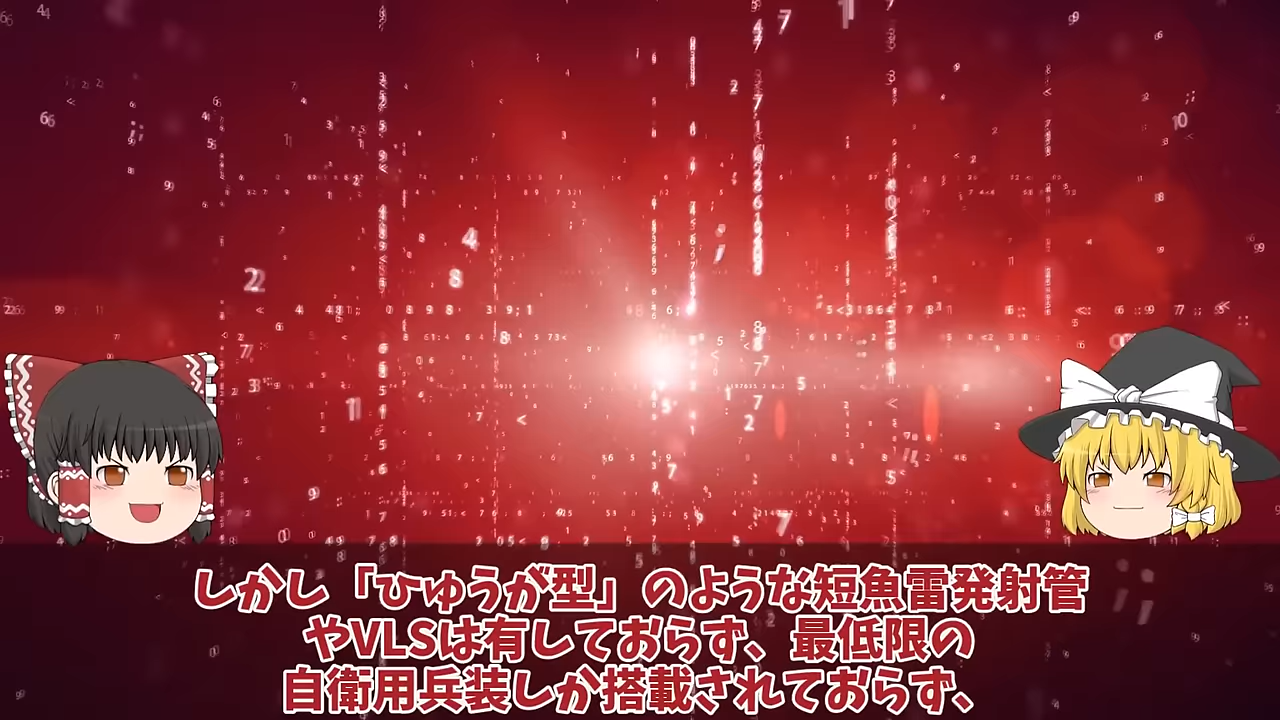 しかし「ひゅうが型」のような短魚雷発射管
やVLSは有しておらず、最低限の
自衛用兵装しか搭載されておらず、